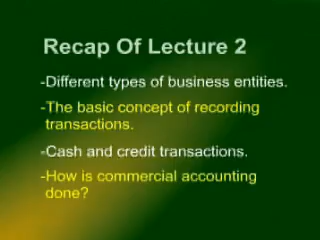 Recap Of Lecture 2
-Different types of business entities.
-The basic concept of recording
transactions.
-Cash and credit transactions.
-How is commercial accounting
done?